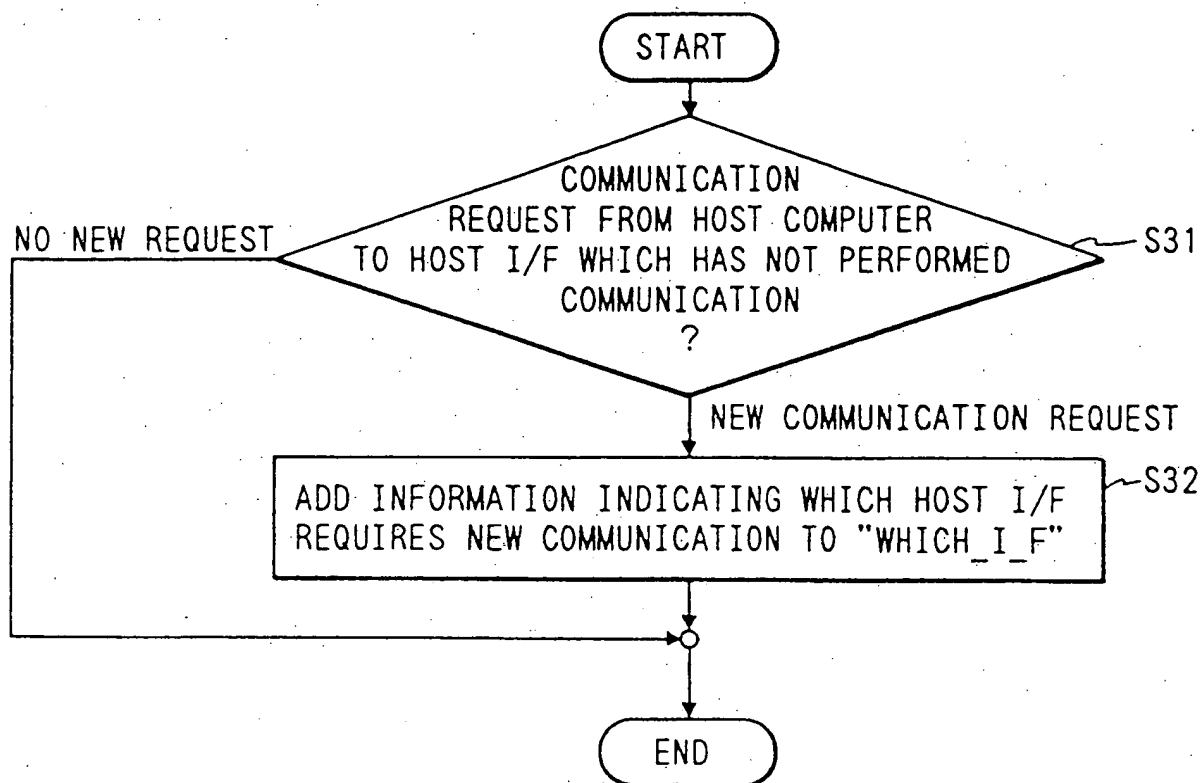 START
COMMUNICATION
REQUEST FROM HOST COMPUTER
TO HOST I/F WHICH HAS NOT PERFORMED
COMMUNICATION
?
NO NEW REQUEST
S31
NEW COMMUNICATION REQUEST
ADD INFORMATION INDICATING WHICH HOST I/F
REQUIRES NEW COMMUNICATION TO "WHICH_I_F"
S32
END